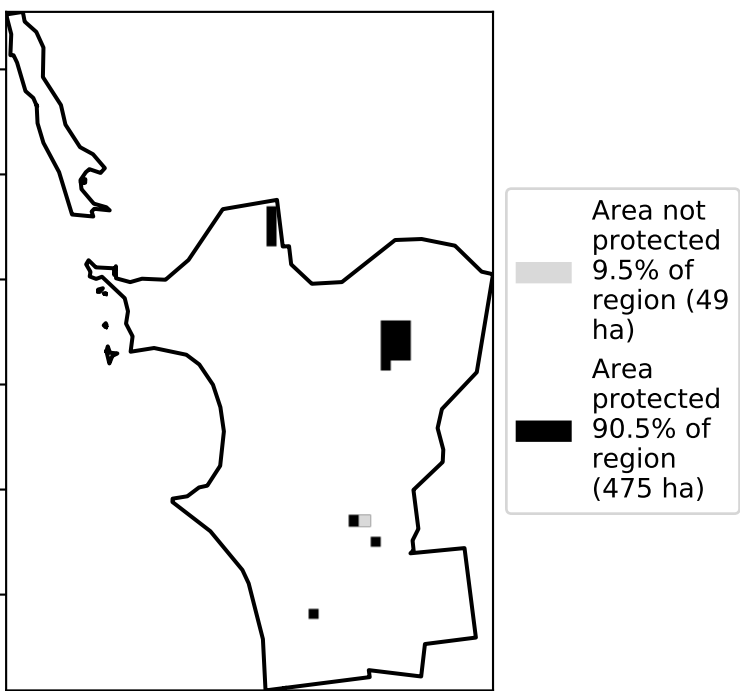 Area not
protected
9.5% of
region (49
ha)
Area
protected
90.5% of
region
(475 ha)